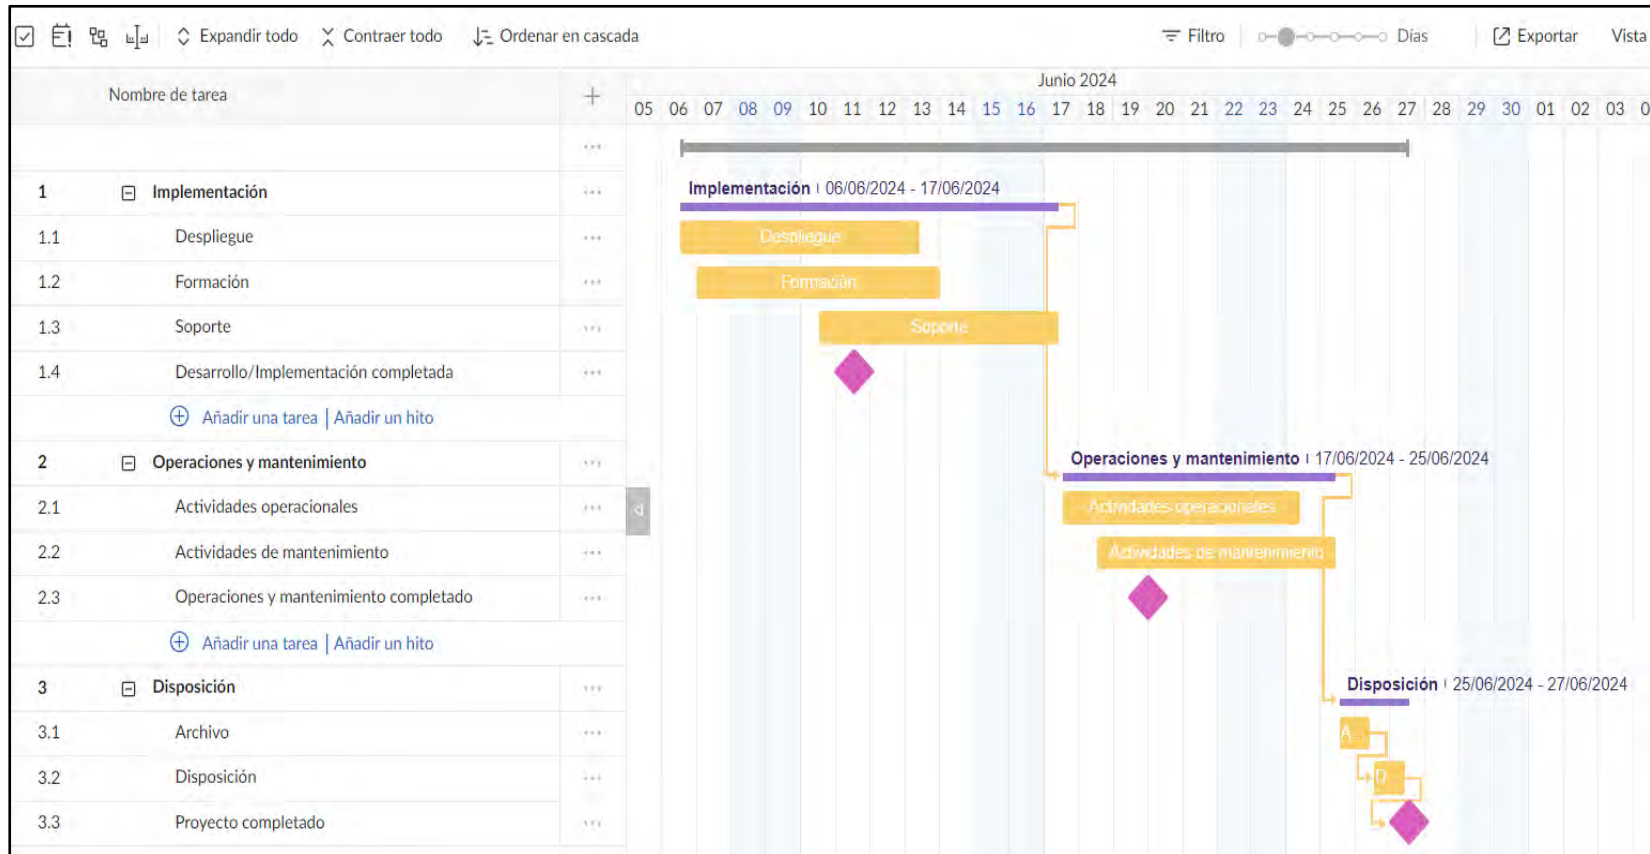 Expandir todo Contraer todo Ordenar en cascada Filtro Días Exportar Vista
Nombre de tarea
Junio 2024
05 06 07 08 09 10 11 12 13 14 15 16 17 18 19 20 21 22 23 24 25 26 27 28 29 30 01 02 03 0
1 Implementación
Implementación | 06/06/2024 - 17/06/2024
1.1 Despliegue
Despliegue
1.2 Formación
Formación
1.3 Soporte
Soporte
1.4 Desarrollo/Implementación completada
Añadir una tarea | Añadir un hito
2 Operaciones y mantenimiento
Operaciones y mantenimiento | 17/06/2024 - 25/06/2024
2.1 Actividades operacionales
Actividades operacionales
2.2 Actividades de mantenimiento
Actividades de mantenimiento
2.3 Operaciones y mantenimiento completado
Añadir una tarea | Añadir un hito
3 Disposición
Disposición | 25/06/2024 - 27/06/2024
3.1 Archivo
A
3.2 Disposición
D
3.3 Proyecto completado